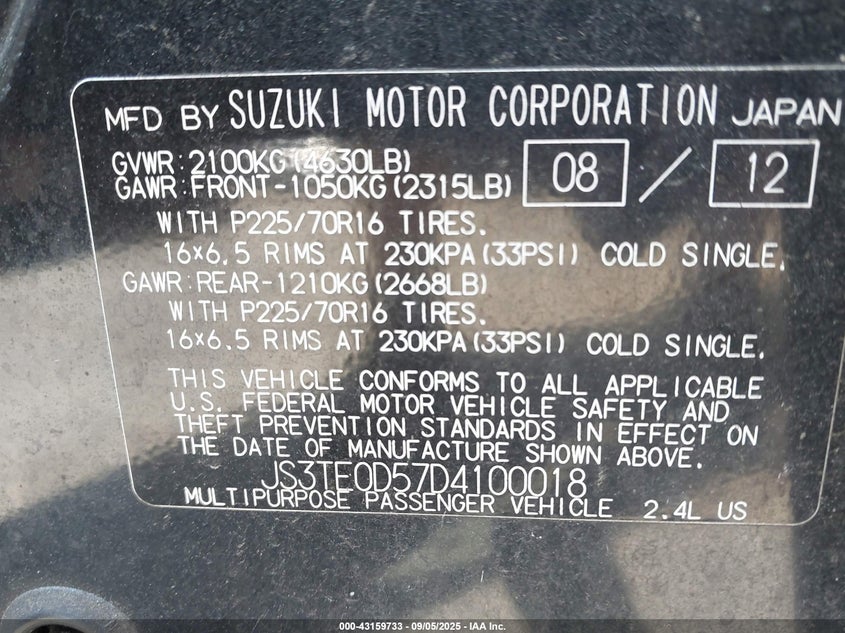 MFD BY SUZUKI MOTOR CORPORATION JAPAN
GVWR:2100KG(4630LB) 08 / 12
GAWR:FRONT-1050KG(2315LB)
WITH P225/70R16 TIRES.
16×6.5 RIMS AT 230KPA(33PSI) COLD SINGLE.
GAWR:REAR-1210KG(2668LB)
WITH P225/70R16 TIRES.
16×6.5 RIMS AT 230KPA(33PSI) COLD SINGLE.
THIS VEHICLE CONFORMS TO ALL APPLICABLE
U.S. FEDERAL MOTOR VEHICLE SAFETY AND
THEFT PREVENTION STANDARDS IN EFFECT ON
THE DATE OF MANUFACTURE SHOWN ABOVE.
JS3TE0D57D4100018
MULTIPURPOSE PASSENGER VEHICLE 2.4L US
000-43159733 - 09/05/2025 - IAA Inc.